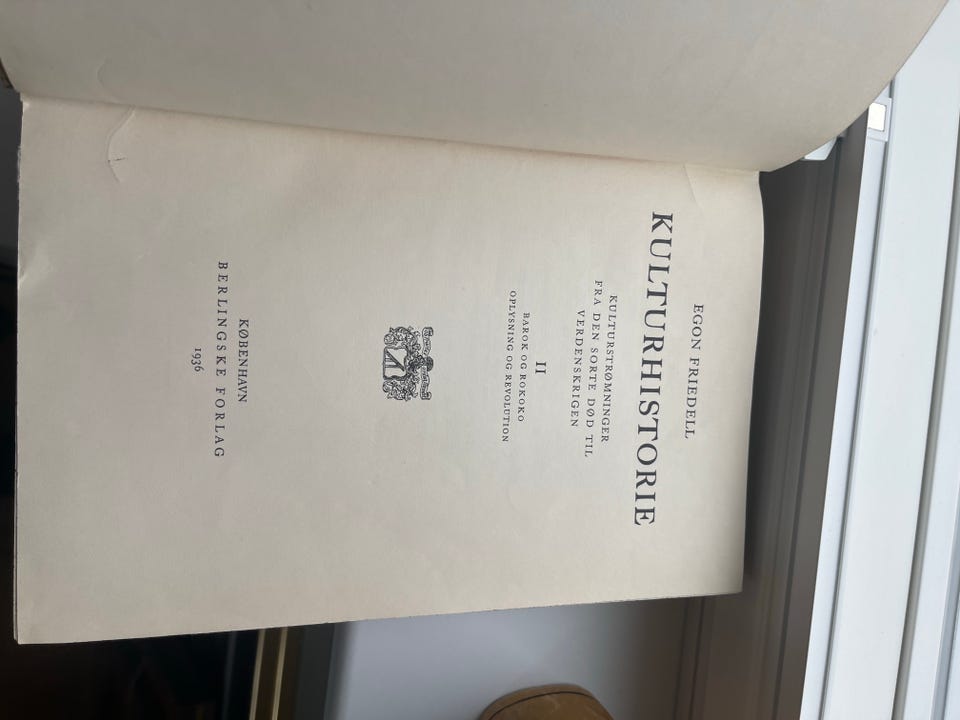 EGON FRIEDELL
KULTURHISTORIE
KULTURSTRØMNINGER
FRA DEN SORTE DØD TIL
VERDENSKRIGEN
II
BAROK OG ROKOKO
OPLYSNING OG REVOLUTION
KØBENHAVN
BERLINGSKE FORLAG
1936